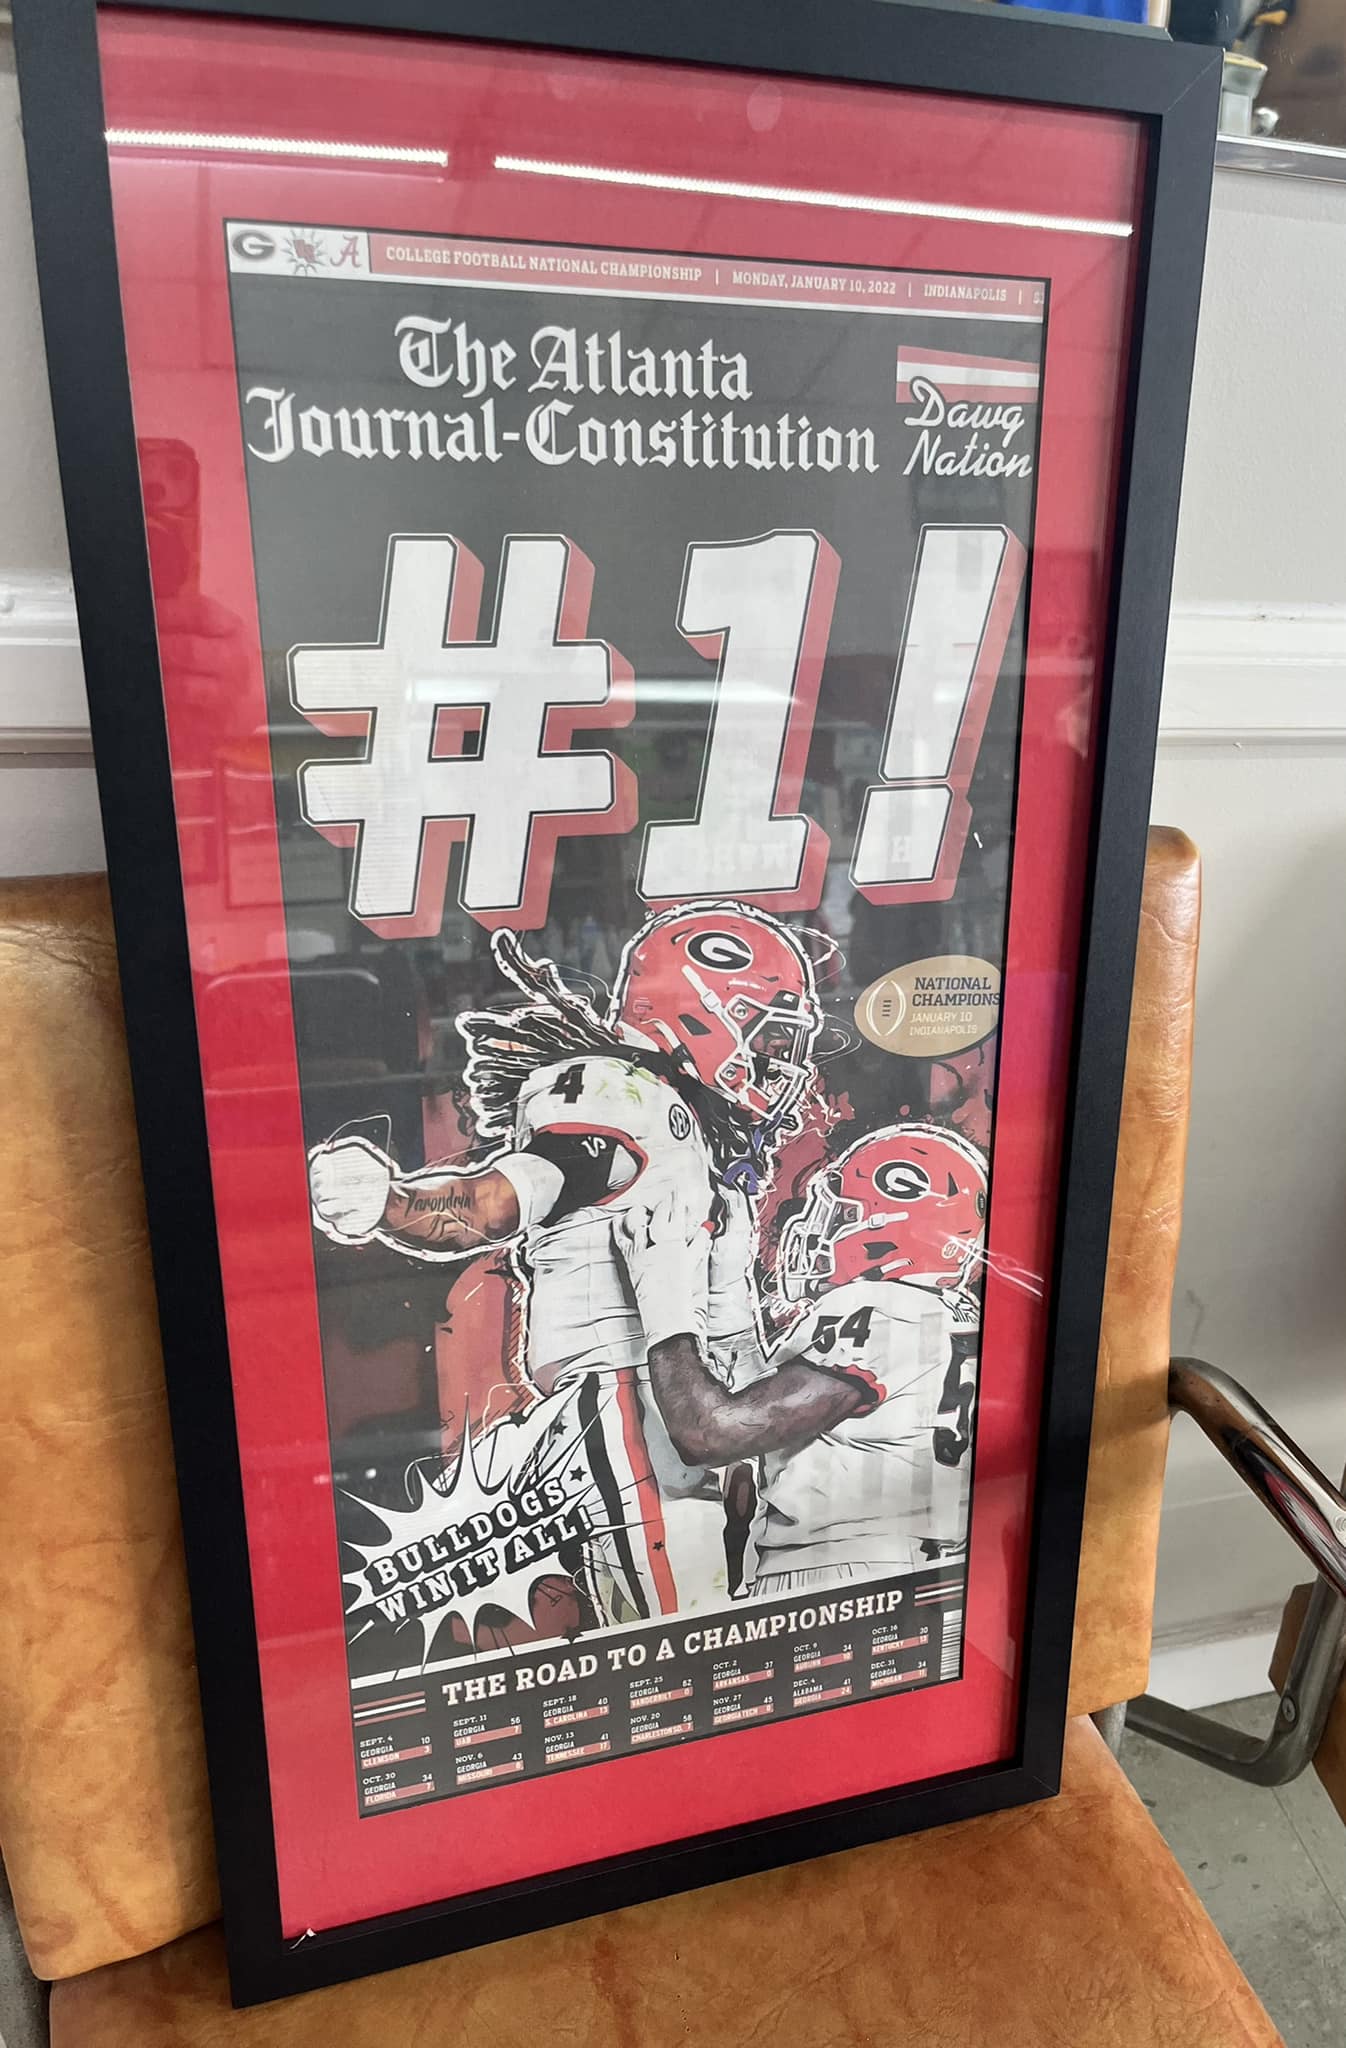 G VS A COLLEGE FOOTBALL NATIONAL CHAMPIONSHIP | MONDAY, JANUARY 10, 2022 | INDIANAPOLIS |
The Atlanta
Journal-Constitution
Dawg
Nation
#1!
G
NATIONAL
CHAMPIONS
JANUARY 10
INDIANAPOLIS
4
SEC
G
54
5
BULLDOGS
WIN IT ALL!
THE ROAD TO A CHAMPIONSHIP
SEPT. 4 10
GEORGIA
CLEMSON 3
SEPT. 11 56
GEORGIA
UAB 7
SEPT. 18 40
GEORGIA
S. CAROLINA 13
SEPT. 25 62
GEORGIA
VANDERBILT 0
OCT. 2 37
GEORGIA
ARKANSAS 0
OCT. 9 34
GEORGIA
AUBURN 10
OCT. 16 30
GEORGIA
KENTUCKY 13
OCT. 30 34
GEORGIA
FLORIDA 7
NOV. 6 43
GEORGIA
MISSOURI 6
NOV. 13 41
GEORGIA
TENNESSEE 17
NOV. 20 56
GEORGIA
CHARLESTON SO. 7
NOV. 27 45
GEORGIA
GEORGIA TECH 0
DEC. 4 41
ALABAMA
GEORGIA 24
DEC. 31 34
GEORGIA
MICHIGAN 11